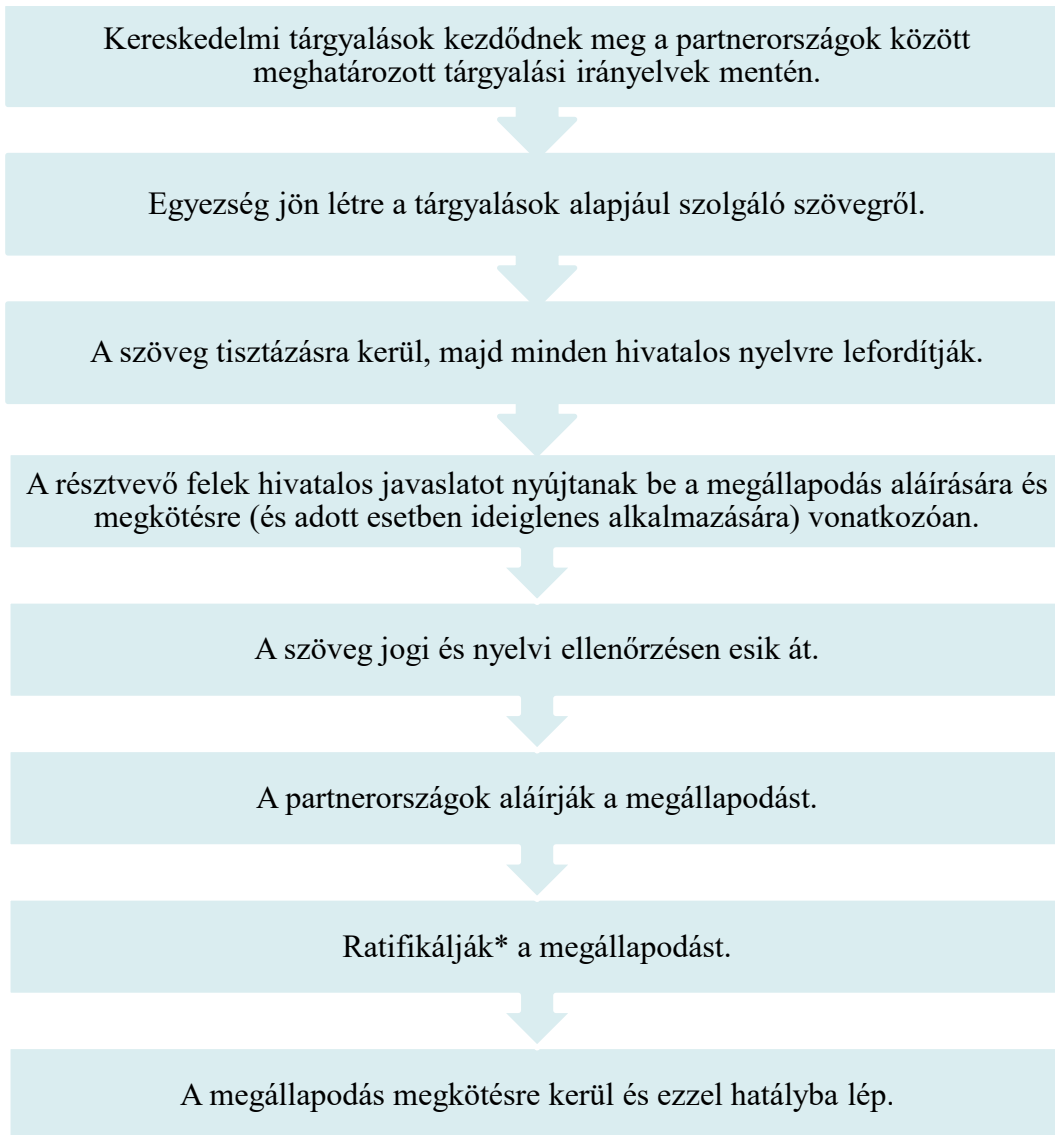 Kereskedelmi tárgyalások kezdődnek meg a partnerországok között
meghatározott tárgyalási irányelvek mentén.
Egyezség jön létre a tárgyalások alapjául szolgáló szövegről.
A szöveg tisztázásra kerül, majd minden hivatalos nyelvre lefordítják.
A résztvevő felek hivatalos javaslatot nyújtanak be a megállapodás aláírására és
megkötésre (és adott esetben ideiglenes alkalmazására) vonatkozóan.
A szöveg jogi és nyelvi ellenőrzésen esik át.
A partnerországok aláírják a megállapodást.
Ratifikálják* a megállapodást.
A megállapodás megkötésre kerül és ezzel hatályba lép.